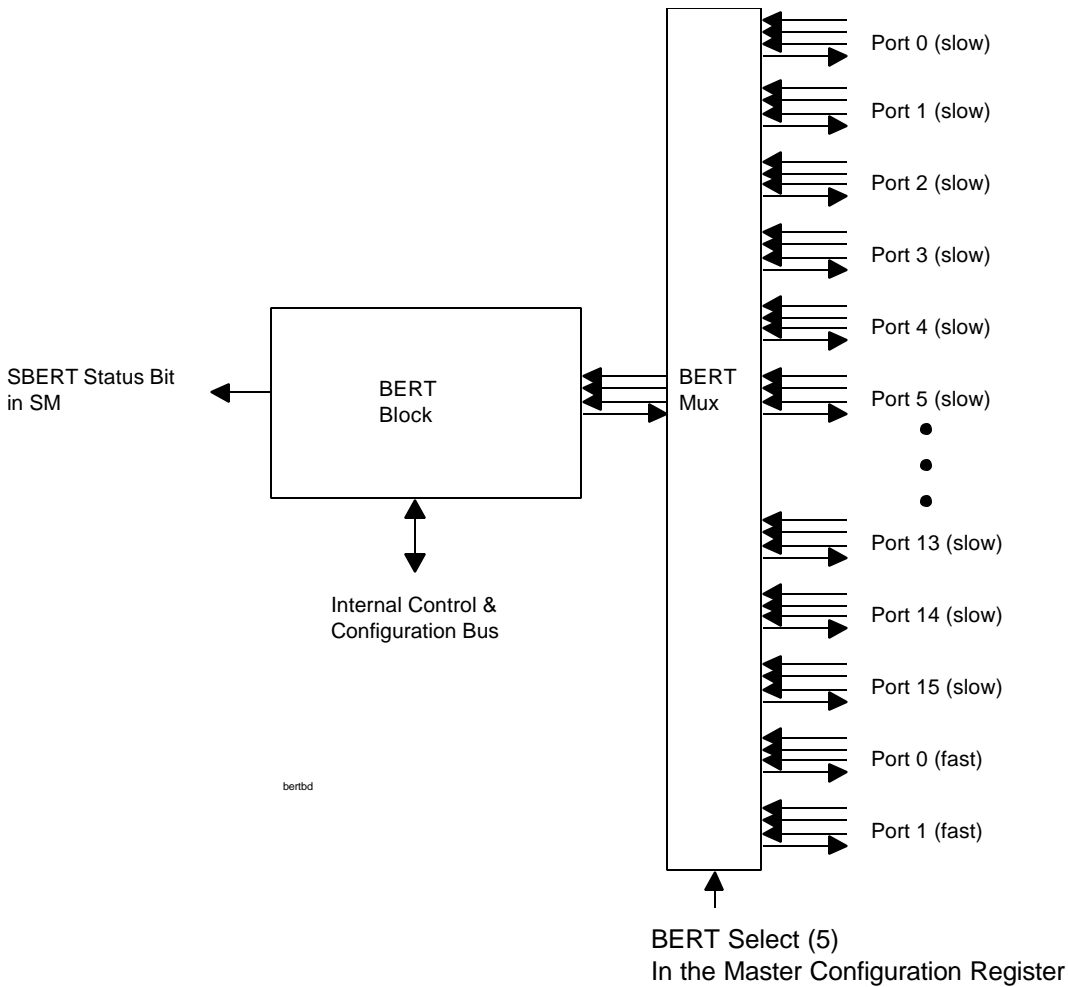 Port 0 (slow)
Port 1 (slow)
Port 2 (slow)
Port 3 (slow)
Port 4 (slow)
SBERT Status Bit
in SM
BERT
Block
BERT
Mux
Port 5 (slow)
Port 13 (slow)
Internal Control &
Configuration Bus
Port 14 (slow)
Port 15 (slow)
Port 0 (fast)
bertbd
Port 1 (fast)
BERT Select (5)
In the Master Configuration Register